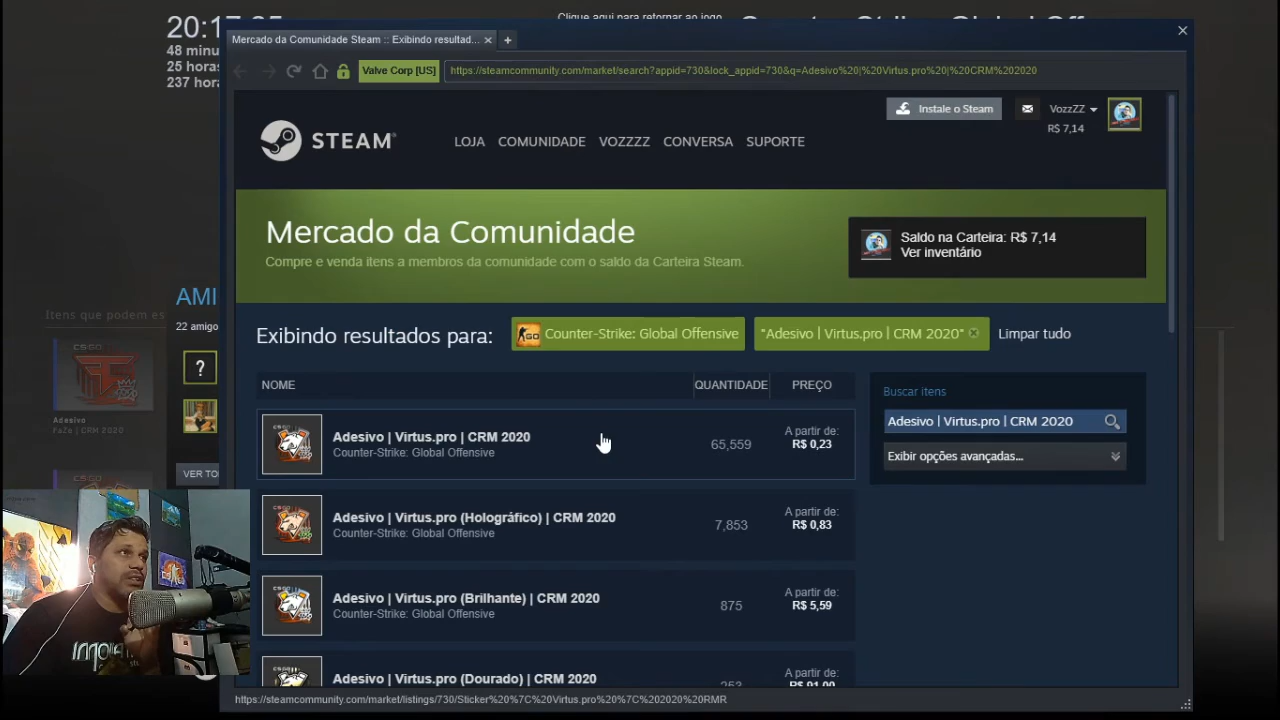 20:17:05
48 minu
25 horas
237 hora
Clique aqui para retornar ao jogo
Mercado da Comunidade Steam :: Exibindo resultad...
Valve Corp [US]
https://steamcommunity.com/market/search?appid=730&lock_appid=730&q=Adesivo%20|%20Virtus.pro%20|%20CRM%202020
Instale o Steam
VozzZZ
R$ 7,14
STEAM®
LOJA COMUNIDADE VOZZZZ CONVERSA SUPORTE
Mercado da Comunidade
Compre e venda itens a membros da comunidade com o saldo da Carteira Steam.
Saldo na Carteira: R$ 7,14
Ver inventário
AMI
22 amigo
Itens que podem es
Adesivo
FaZe | CRM 2020
VER TO
Exibindo resultados para:
Counter-Strike: Global Offensive
"Adesivo | Virtus.pro | CRM 2020"
Limpar tudo
NOME QUANTIDADE PREÇO
Adesivo | Virtus.pro | CRM 2020
Counter-Strike: Global Offensive
65,559
A partir de:
R$ 0,23
Adesivo | Virtus.pro (Holográfico) | CRM 2020
Counter-Strike: Global Offensive
7,853
A partir de:
R$ 0,83
Adesivo | Virtus.pro (Brilhante) | CRM 2020
Counter-Strike: Global Offensive
875
A partir de:
R$ 5,59
Adesivo | Virtus.pro (Dourado) | CRM 2020
253
A partir de:
R$ 91,00
Buscar itens
Adesivo | Virtus.pro | CRM 2020
Exibir opções avançadas...
https://steamcommunity.com/market/listings/730/Sticker%20%7C%20Virtus.pro%20%7C%202020%20RMR